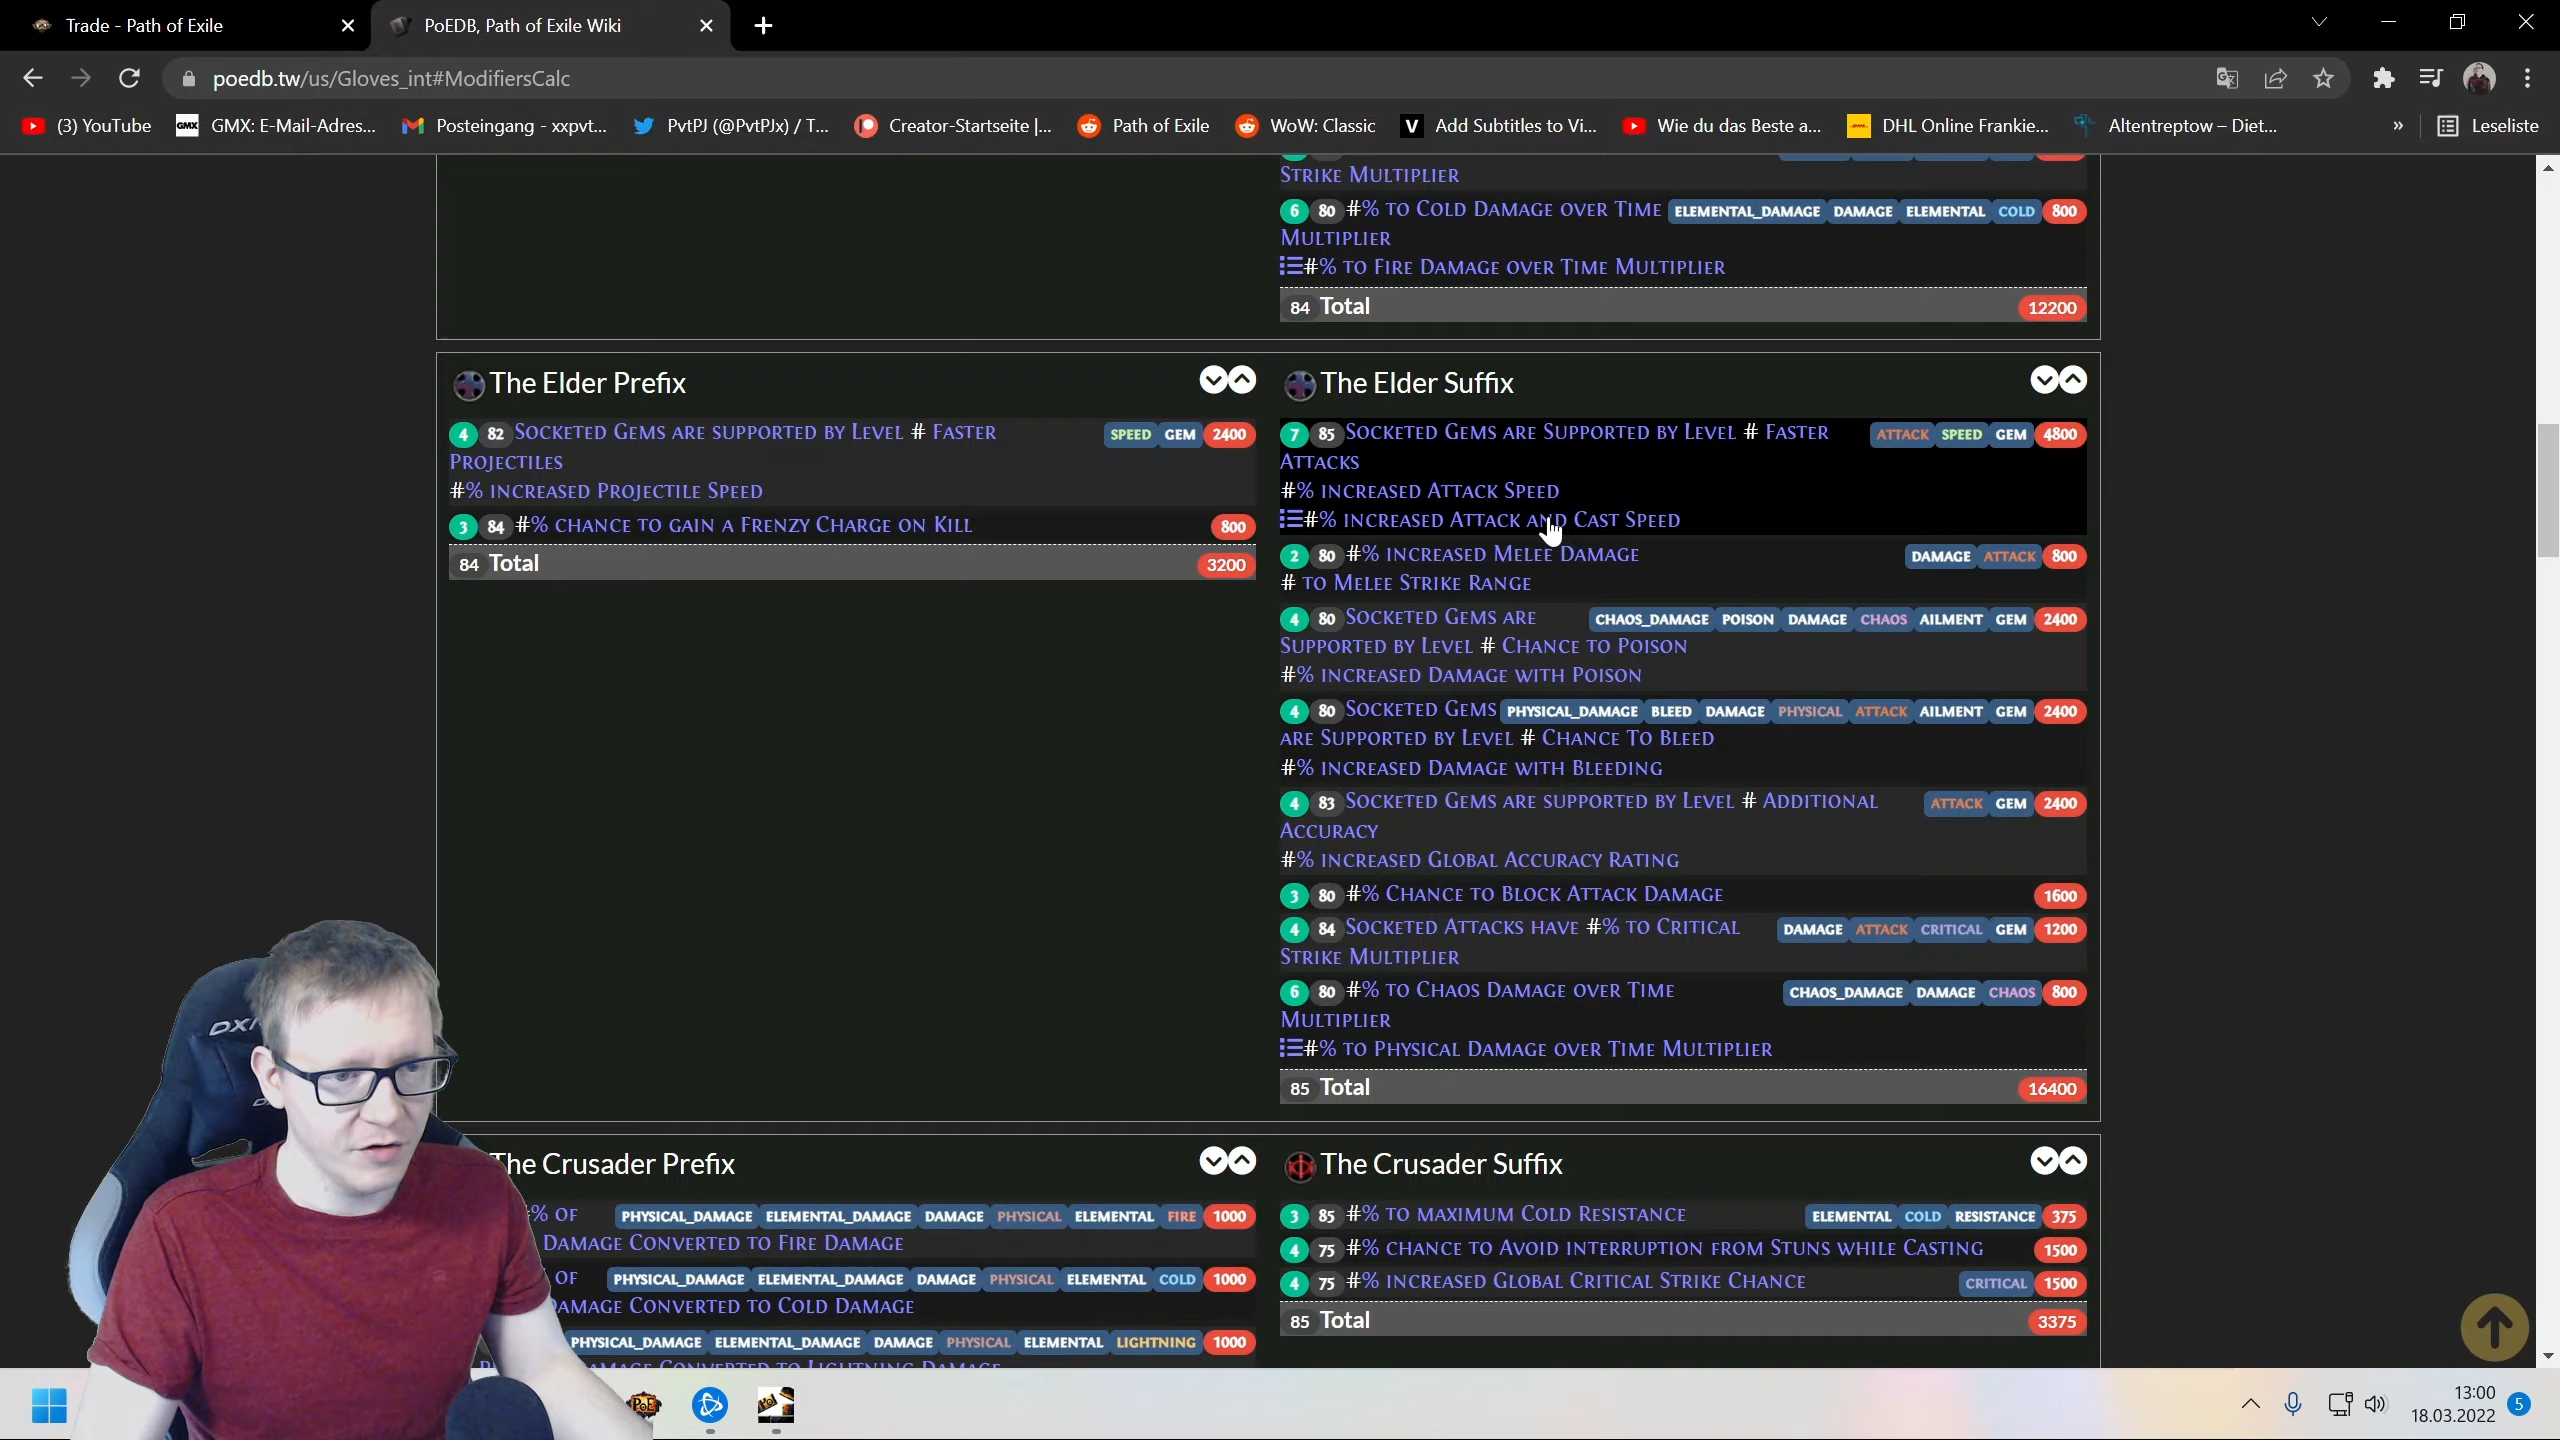 Trade - Path of Exile
PoEDB, Path of Exile Wiki
poedb.tw/us/Gloves_int#ModifiersCalc
(3) YouTube
GMX GMX: E-Mail-Adres...
Posteingang - xxpvt...
PvtPJ (@PvtPJx) / T...
Creator-Startseite |...
Path of Exile
WoW: Classic
V Add Subtitles to Vi...
Wie du das Beste a...
DHL Online Frankie...
Altentreptow – Diet...
»
Leseliste
STRIKE MULTIPLIER
6 80 #% TO COLD DAMAGE OVER TIME ELEMENTAL_DAMAGE DAMAGE ELEMENTAL COLD 800
MULTIPLIER
#% TO FIRE DAMAGE OVER TIME MULTIPLIER
84 Total 12200
The Elder Prefix
4 82 SOCKETED GEMS ARE SUPPORTED BY LEVEL # FASTER SPEED GEM 2400
PROJECTILES
#% INCREASED PROJECTILE SPEED
3 84 #% CHANCE TO GAIN A FRENZY CHARGE ON KILL 800
84 Total 3200
The Elder Suffix
7 85 SOCKETED GEMS ARE SUPPORTED BY LEVEL # FASTER ATTACK SPEED GEM 4800
ATTACKS
#% INCREASED ATTACK SPEED
#% INCREASED ATTACK AND CAST SPEED
2 80 #% INCREASED MELEE DAMAGE DAMAGE ATTACK 800
# TO MELEE STRIKE RANGE
4 80 SOCKETED GEMS ARE CHAOS_DAMAGE POISON DAMAGE CHAOS AILMENT GEM 2400
SUPPORTED BY LEVEL # CHANCE TO POISON
#% INCREASED DAMAGE WITH POISON
4 80 SOCKETED GEMS PHYSICAL_DAMAGE BLEED DAMAGE PHYSICAL ATTACK AILMENT GEM 2400
ARE SUPPORTED BY LEVEL # CHANCE TO BLEED
#% INCREASED DAMAGE WITH BLEEDING
4 83 SOCKETED GEMS ARE SUPPORTED BY LEVEL # ADDITIONAL ATTACK GEM 2400
ACCURACY
#% INCREASED GLOBAL ACCURACY RATING
3 80 #% CHANCE TO BLOCK ATTACK DAMAGE 1600
4 84 SOCKETED ATTACKS HAVE #% TO CRITICAL DAMAGE ATTACK CRITICAL GEM 1200
STRIKE MULTIPLIER
6 80 #% TO CHAOS DAMAGE OVER TIME CHAOS_DAMAGE DAMAGE CHAOS 800
MULTIPLIER
#% TO PHYSICAL DAMAGE OVER TIME MULTIPLIER
85 Total 16400
The Crusader Prefix
% OF PHYSICAL_DAMAGE ELEMENTAL_DAMAGE DAMAGE PHYSICAL ELEMENTAL FIRE 1000
DAMAGE CONVERTED TO FIRE DAMAGE
OF PHYSICAL_DAMAGE ELEMENTAL_DAMAGE DAMAGE PHYSICAL ELEMENTAL COLD 1000
DAMAGE CONVERTED TO COLD DAMAGE
PHYSICAL_DAMAGE ELEMENTAL_DAMAGE DAMAGE PHYSICAL ELEMENTAL LIGHTNING 1000
DAMAGE CONVERTED TO LIGHTNING DAMAGE
The Crusader Suffix
3 85 #% TO MAXIMUM COLD RESISTANCE ELEMENTAL COLD RESISTANCE 375
4 75 #% CHANCE TO AVOID INTERRUPTION FROM STUNS WHILE CASTING 1500
4 75 #% INCREASED GLOBAL CRITICAL STRIKE CHANCE CRITICAL 1500
85 Total 3375
13:00
18.03.2022
5